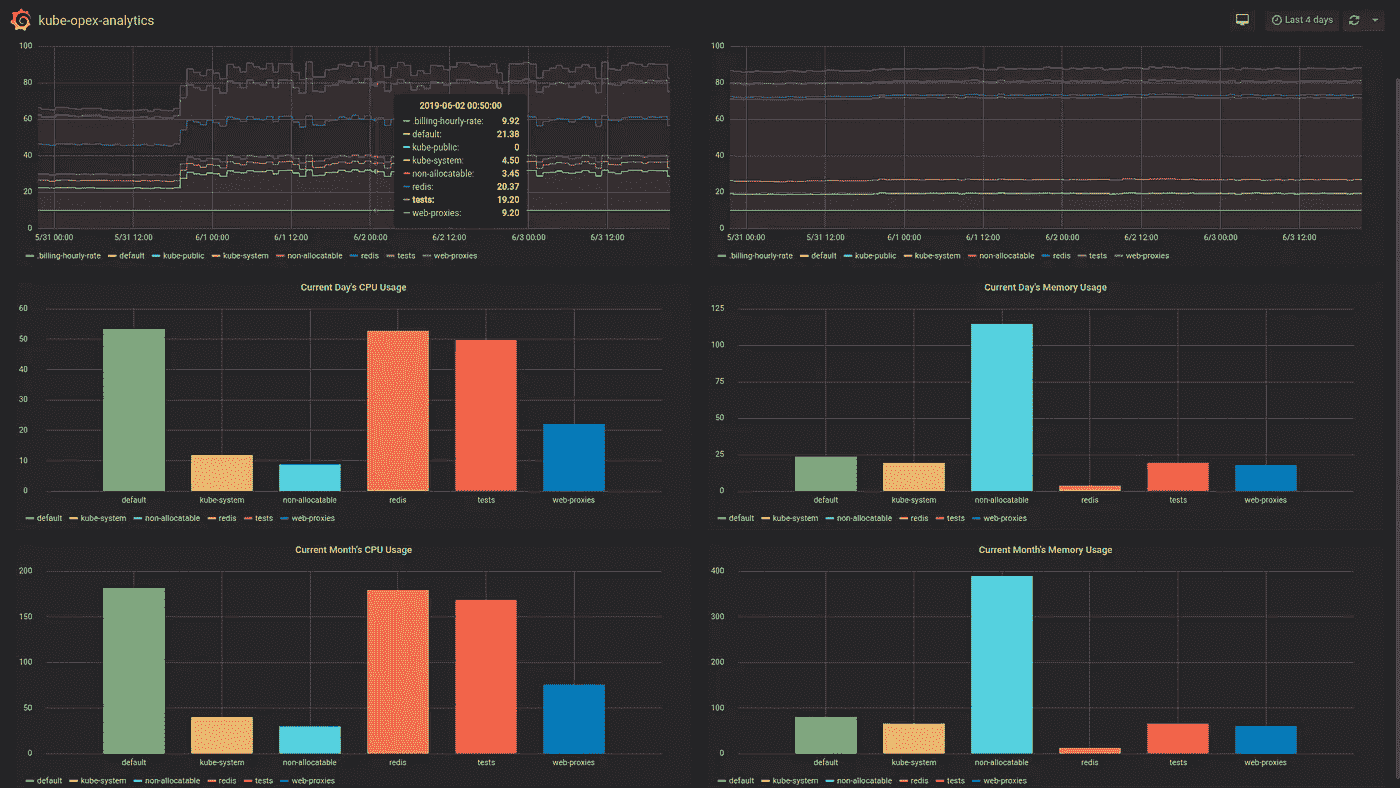 kube-opex-analytics
Last 4 days
100
80
60
40
20
0
5/31 00:00 5/31 12:00 6/1 00:00 6/1 12:00 6/2 00:00 6/2 12:00 6/3 00:00 6/3 12:00
.billing-hourly-rate default kube-public kube-system non-allocatable redis tests web-proxies
2019-06-02 00:50:00
.billing-hourly-rate: 9.92
default: 21.38
kube-public: 0
kube-system: 4.50
non-allocatable: 3.45
redis: 20.37
tests: 19.20
web-proxies: 9.20
100
80
60
40
20
0
5/31 00:00 5/31 12:00 6/1 00:00 6/1 12:00 6/2 00:00 6/2 12:00 6/3 00:00 6/3 12:00
.billing-hourly-rate default kube-public kube-system non-allocatable redis tests web-proxies
Current Day's CPU Usage
60
50
40
30
20
10
0
default kube-system non-allocatable redis tests web-proxies
default kube-system non-allocatable redis tests web-proxies
Current Day's Memory Usage
125
100
75
50
25
0
default kube-system non-allocatable redis tests web-proxies
default kube-system non-allocatable redis tests web-proxies
Current Month's CPU Usage
200
150
100
50
0
default kube-system non-allocatable redis tests web-proxies
default kube-system non-allocatable redis tests web-proxies
Current Month's Memory Usage
400
300
200
100
0
default kube-system non-allocatable redis tests web-proxies
default kube-system non-allocatable redis tests web-proxies